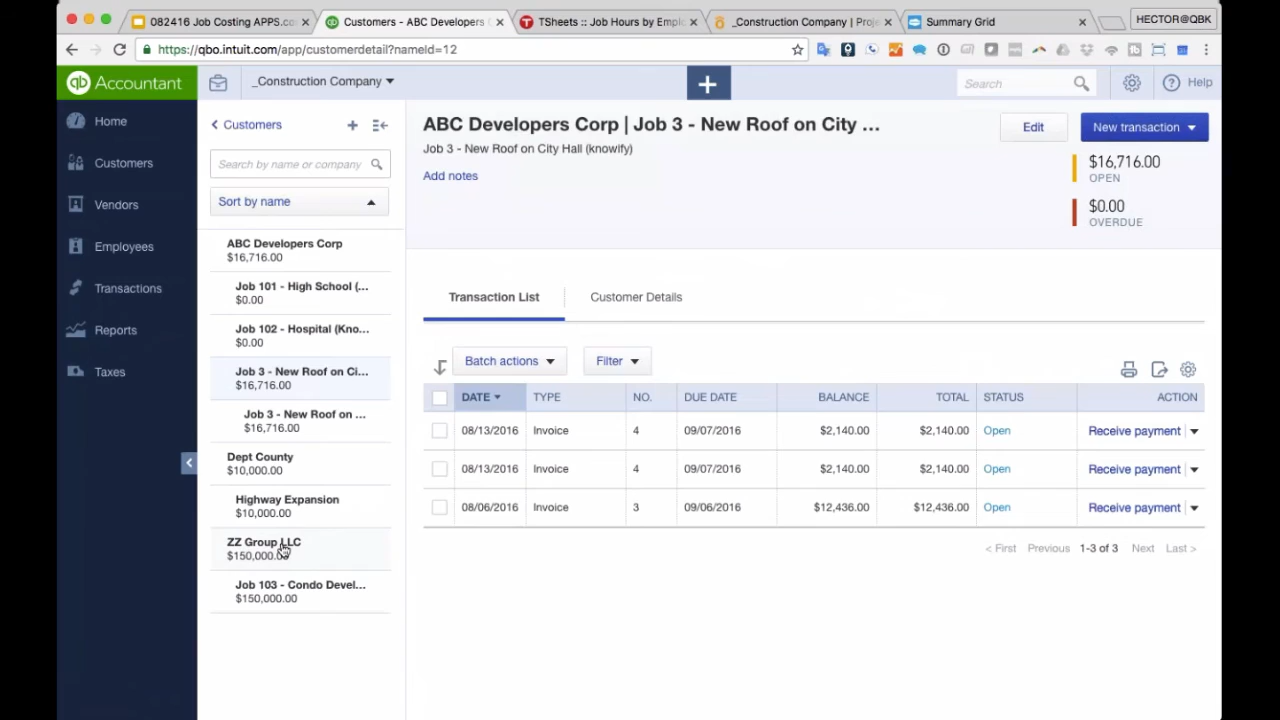 082416 Job Costing APPS.co
Customers - ABC Developers C
TSheets :: Job Hours by Emplo
_Construction Company | Proje
Summary Grid
HECTOR@QBK
https://qbo.intuit.com/app/customerdetail?nameId=12
qb Accountant
_Construction Company
+
Search
Help
Home
Customers
Vendors
Employees
Transactions
Reports
Taxes
Customers
Search by name or company
Sort by name
ABC Developers Corp
$16,716.00
Job 101 - High School (...
$0.00
Job 102 - Hospital (Kno...
$0.00
Job 3 - New Roof on Ci...
$16,716.00
Job 3 - New Roof on ...
$16,716.00
Dept County
$10,000.00
Highway Expansion
$10,000.00
ZZ Group LLC
$150,000.00
Job 103 - Condo Devel...
$150,000.00
ABC Developers Corp | Job 3 - New Roof on City ...
Job 3 - New Roof on City Hall (knowify)
Add notes
Edit
New transaction
$16,716.00
OPEN
$0.00
OVERDUE
Transaction List
Customer Details
Batch actions
Filter
DATE TYPE NO. DUE DATE BALANCE TOTAL STATUS ACTION
08/13/2016 Invoice 4 09/07/2016 $2,140.00 $2,140.00 Open Receive payment
08/13/2016 Invoice 4 09/07/2016 $2,140.00 $2,140.00 Open Receive payment
08/06/2016 Invoice 3 09/06/2016 $12,436.00 $12,436.00 Open Receive payment
< First Previous 1-3 of 3 Next Last >